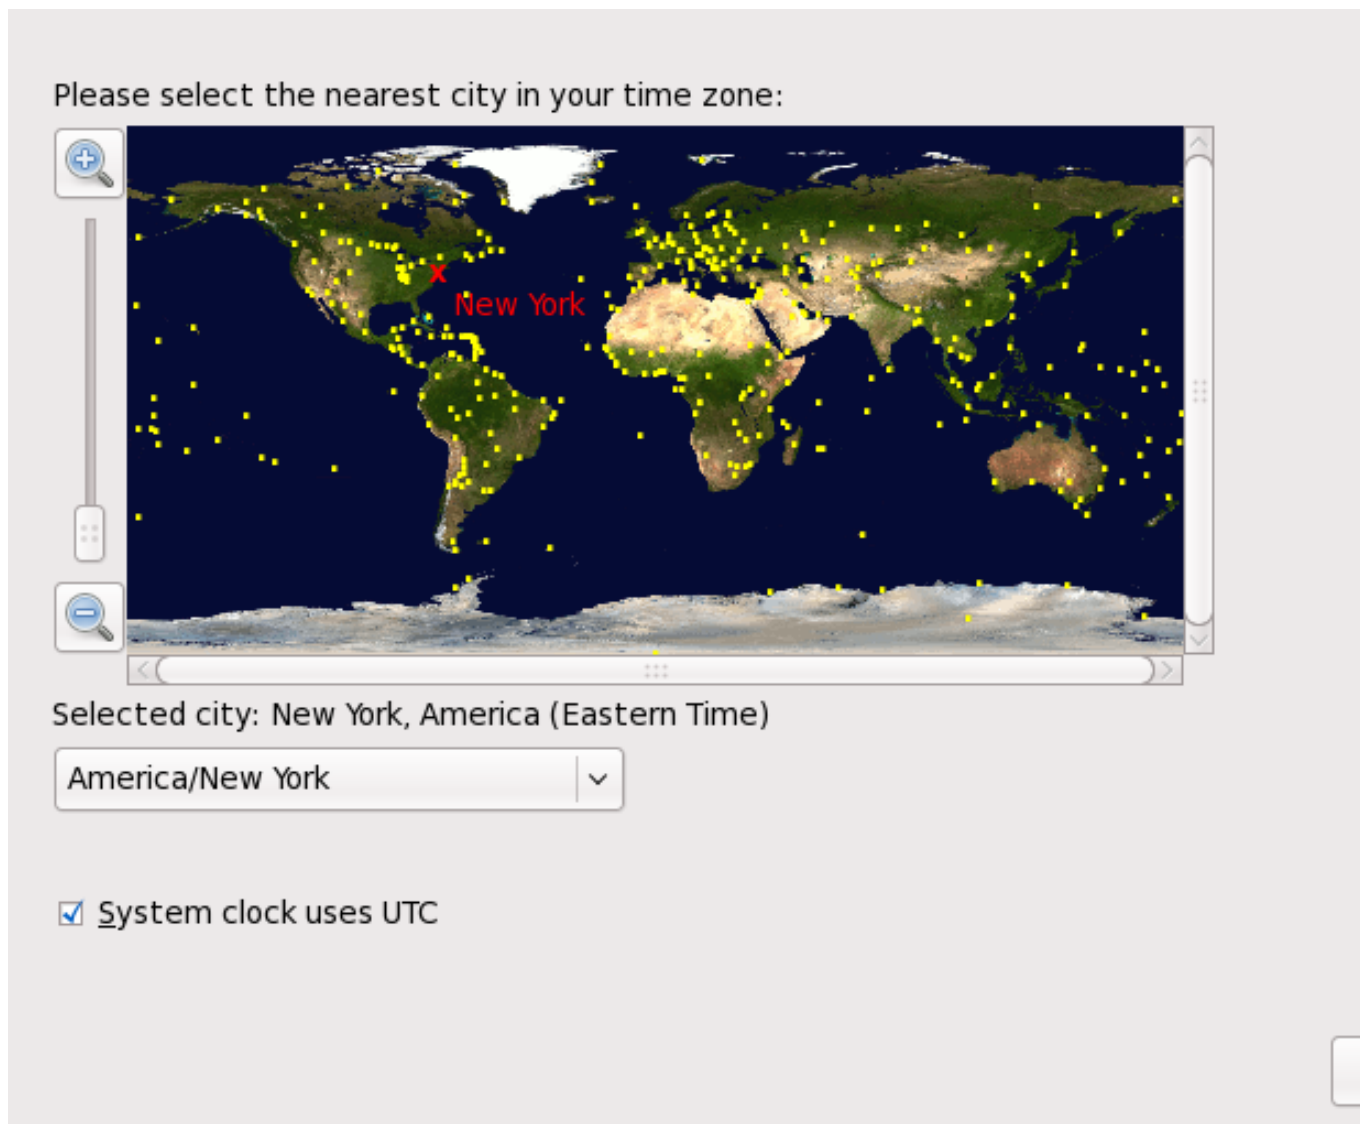 Please select the nearest city in your time zone:
New York
Selected city: New York, America (Eastern Time)
America/New York
System clock uses UTC